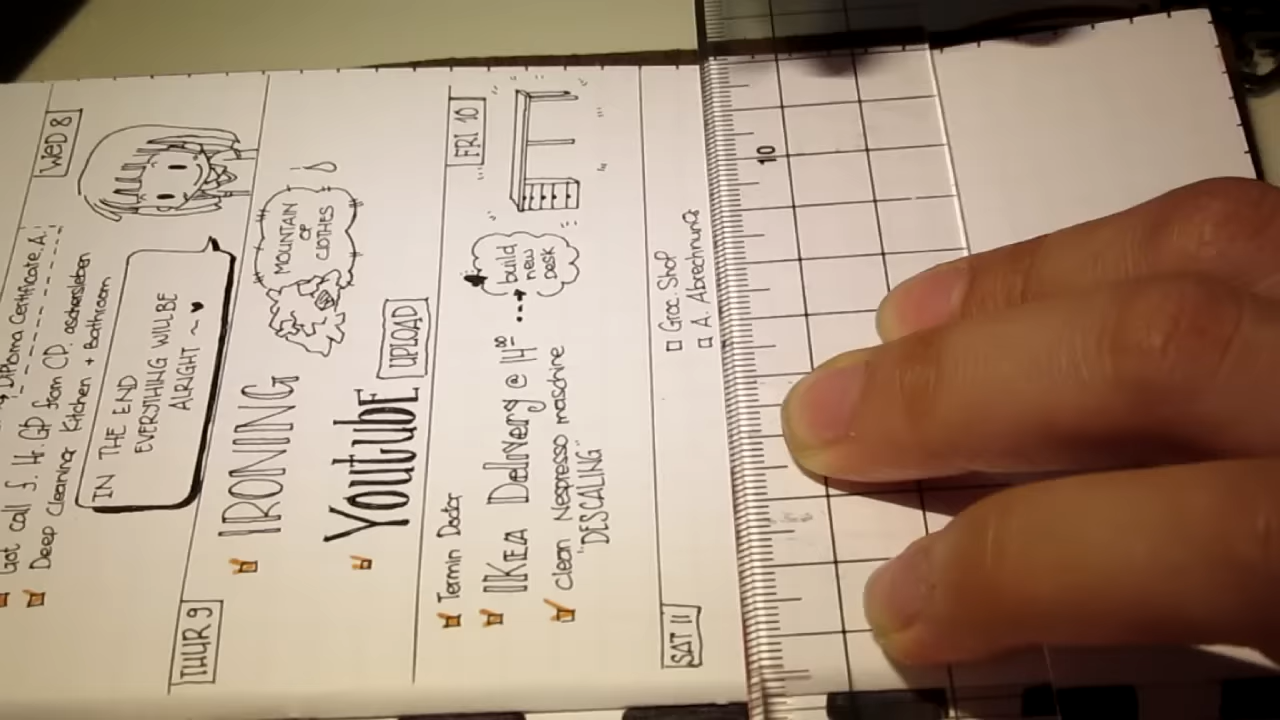 WED 8
Diploma Certificate A!
Got call f. Hr. GP from CP. aschersleben
Deep Cleaning Kitchen + Bathroom
IN THE END
EVERYTHING WILL BE
ALRIGHT ~ ♥
THUR 9
IRONING
MOUNTAIN
OF
CLOTHES
Youtube UPLOAD
FRI 10
Termin Doctor
IKEA Delivery @ 14⁰⁰
build
new
Desk
Clean Nespresso maschine
"DESCALING"
SAT 11
Groc. Shop
A. Abrechnung
10